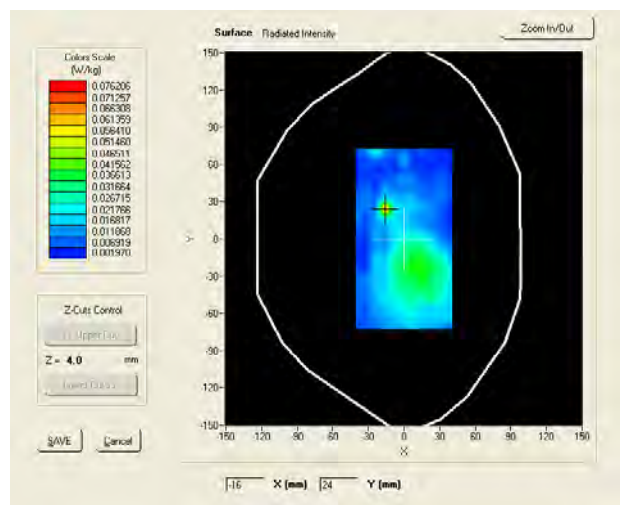 Surface Radiated Intensity
Zoom In/Out
Colors Scale
(W/kg)
0.076206
0.071257
0.066308
0.061359
0.056410
0.051460
0.046511
0.041562
0.036613
0.031664
0.026715
0.021766
0.016817
0.011868
0.006919
0.001970
150
120
90
60
30
0
-30
-60
-90
-120
-150
Y
-150 -120 -90 -60 -30 0 30 60 90 120 150
X
Z-Cuts Control
Z = 4.0 mm
SAVE Cancel
-16 X (mm) 24 Y (mm)